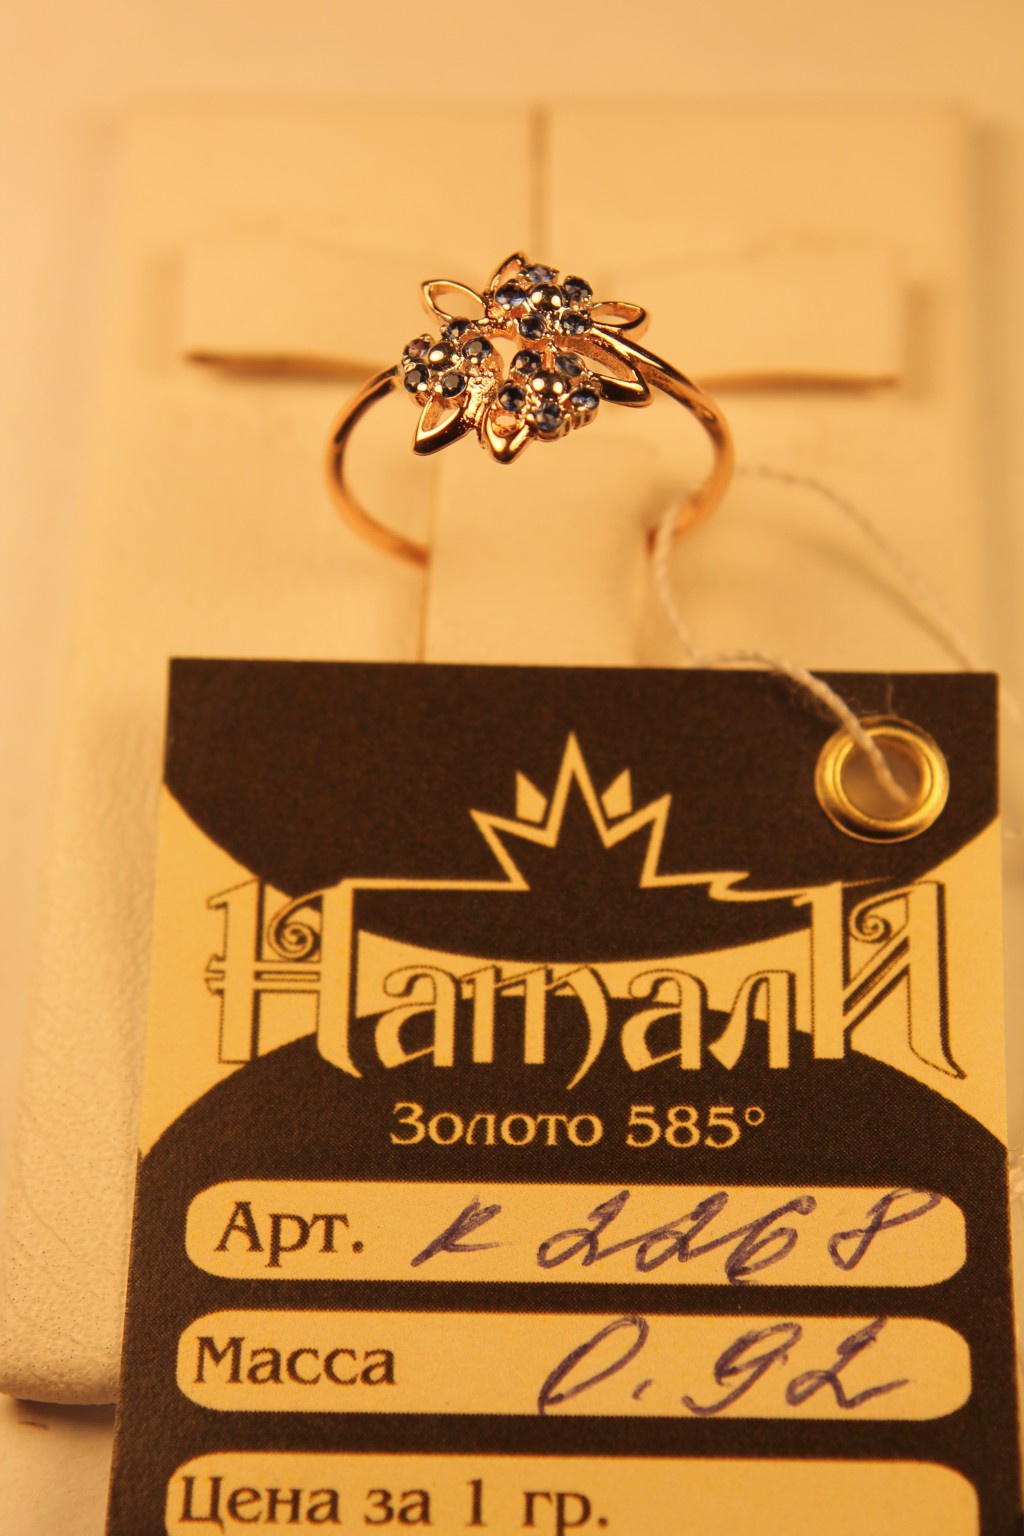 Натали
Золото 585°
Арт. к 2268
Масса 0.92
Цена за 1 гр.